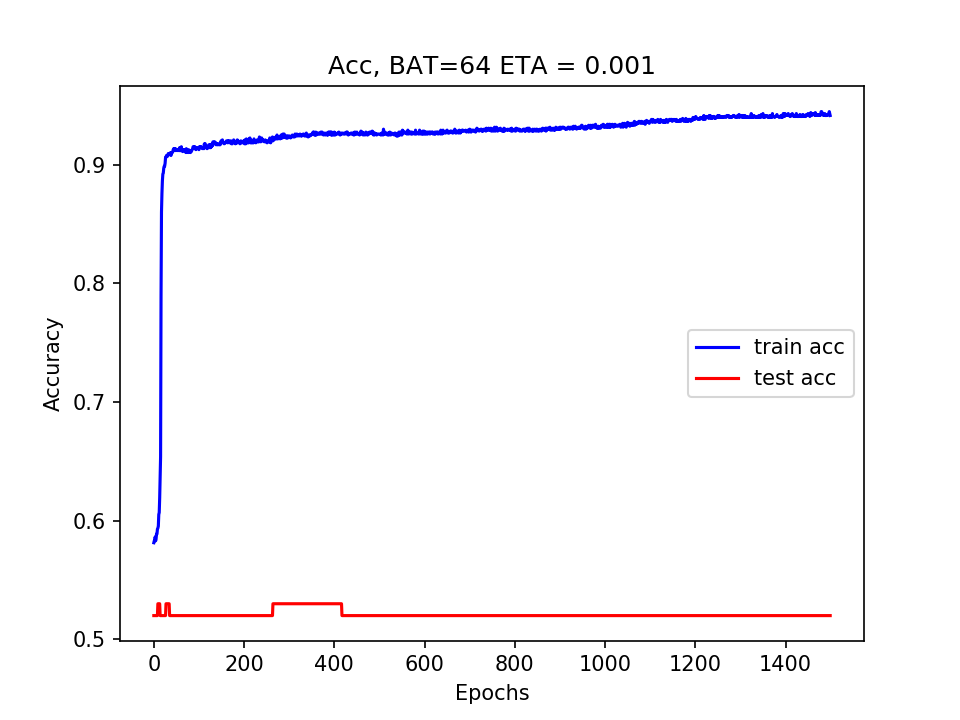 Acc, BAT=64 ETA = 0.001
0.9
0.8
0.7
0.6
0.5
Accuracy
train acc
test acc
0 200 400 600 800 1000 1200 1400
Epochs